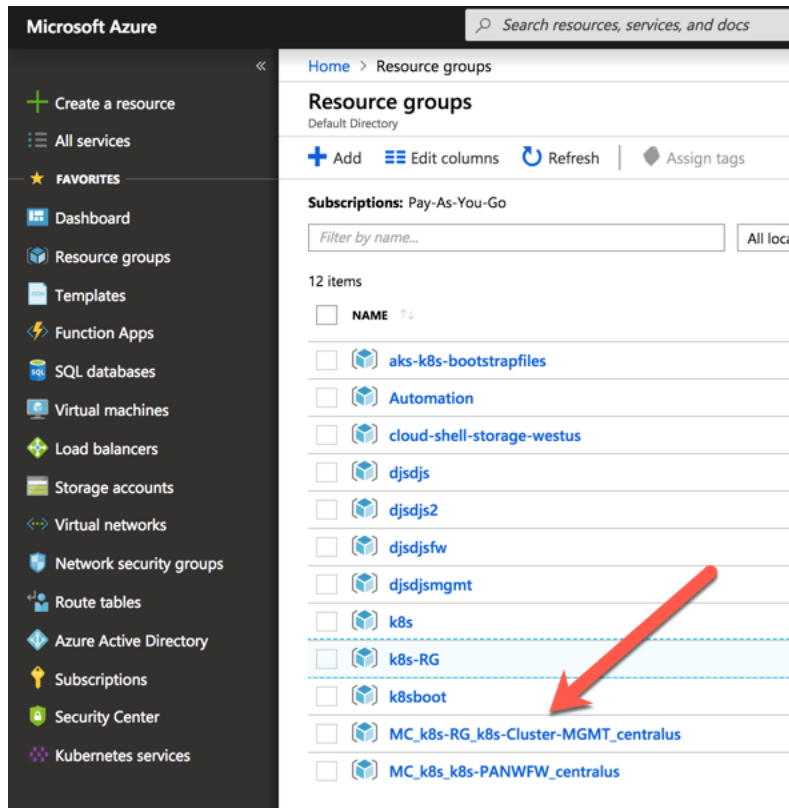 Microsoft Azure
Search resources, services, and docs
«
Create a resource
All services
FAVORITES
Dashboard
Resource groups
Templates
Function Apps
SQL databases
Virtual machines
Load balancers
Storage accounts
Virtual networks
Network security groups
Route tables
Azure Active Directory
Subscriptions
Security Center
Kubernetes services
Home > Resource groups
Resource groups
Default Directory
Add Edit columns Refresh Assign tags
Subscriptions: Pay-As-You-Go
Filter by name... All loca
12 items
NAME
aks-k8s-bootstrapfiles
Automation
cloud-shell-storage-westus
djsdjs
djsdjs2
djsdjsfw
djsdjsmgmt
k8s
k8s-RG
k8sboot
MC_k8s-RG_k8s-Cluster-MGMT_centralus
MC_k8s_k8s-PANWFW_centralus